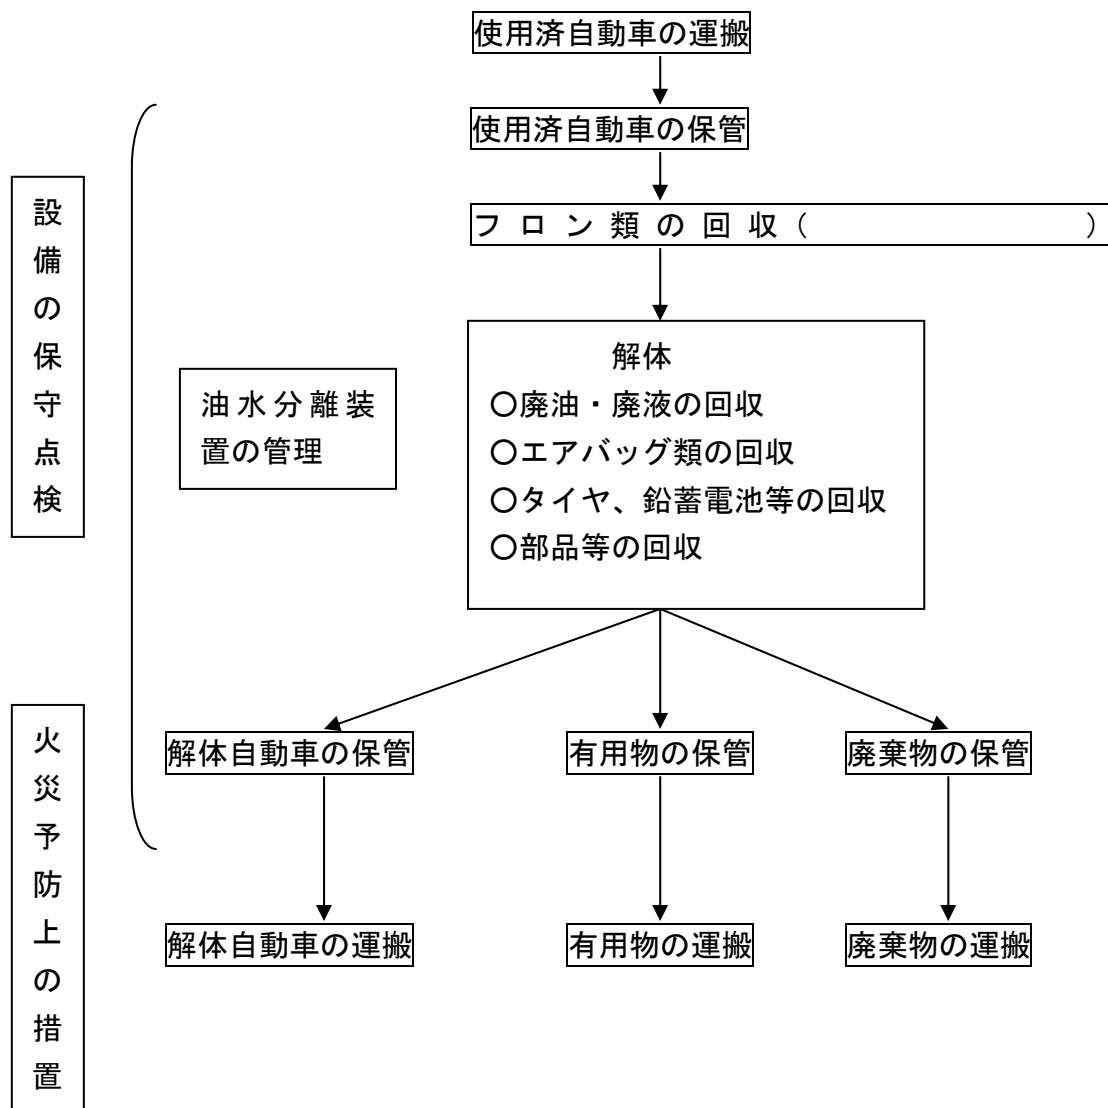 使用済自動車の運搬
使用済自動車の保管
フロン類の回収（　　　　　　　　　）
設備の保守点検
油水分離装
置の管理
解体
○廃油・廃液の回収
○エアバッグ類の回収
○タイヤ、鉛蓄電池等の回収
○部品等の回収
火災予防上の措置
解体自動車の保管
有用物の保管
廃棄物の保管
解体自動車の運搬
有用物の運搬
廃棄物の運搬